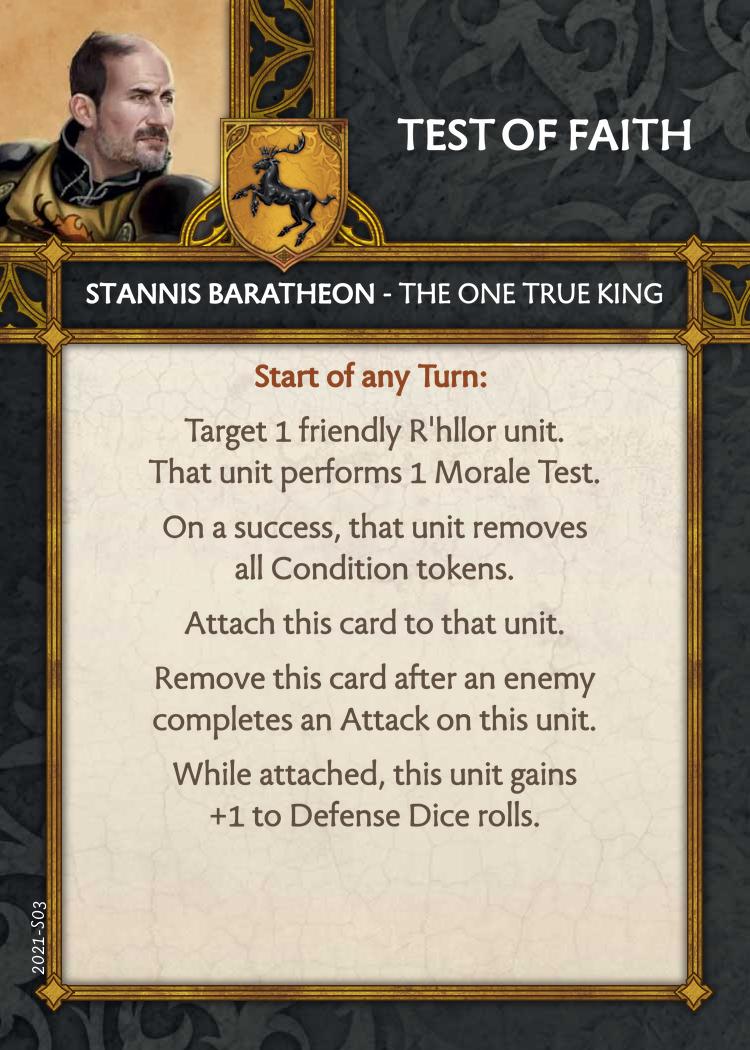 TEST OF FAITH
STANNIS BARATHEON - THE ONE TRUE KING
Start of any Turn:
Target 1 friendly R'hllor unit.
That unit performs 1 Morale Test.
On a success, that unit removes
all Condition tokens.
Attach this card to that unit.
Remove this card after an enemy
completes an Attack on this unit.
While attached, this unit gains
+1 to Defense Dice rolls.
2021-S03